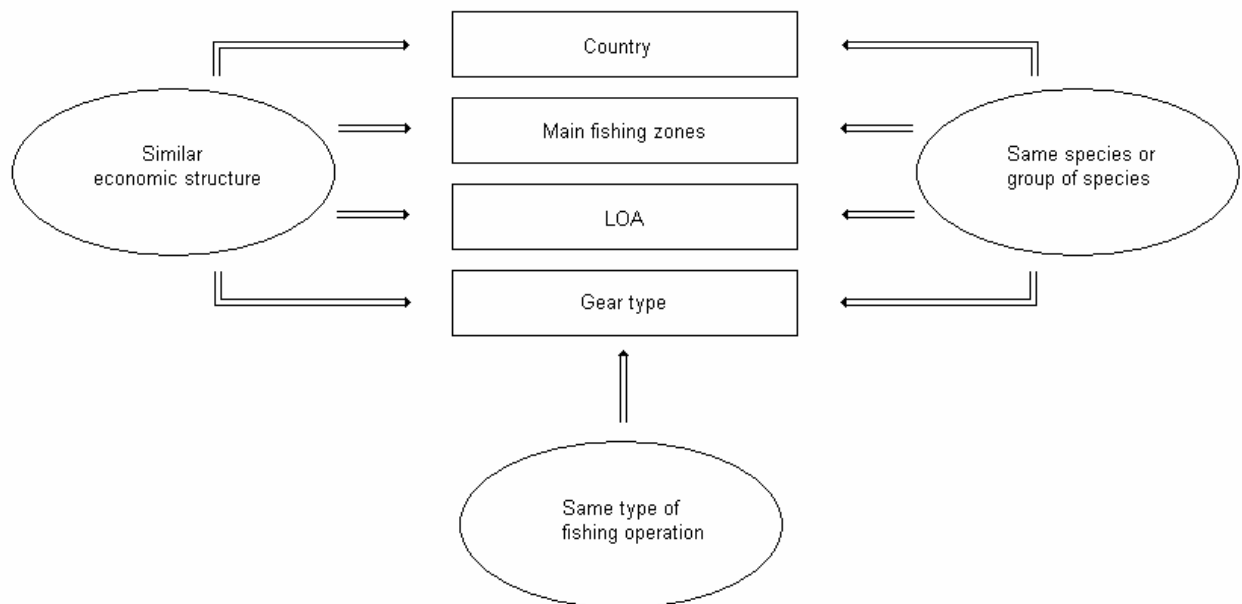 Country
Main fishing zones
LOA
Gear type
Similar
economic structure
Same species or
group of species
Same type of
fishing operation